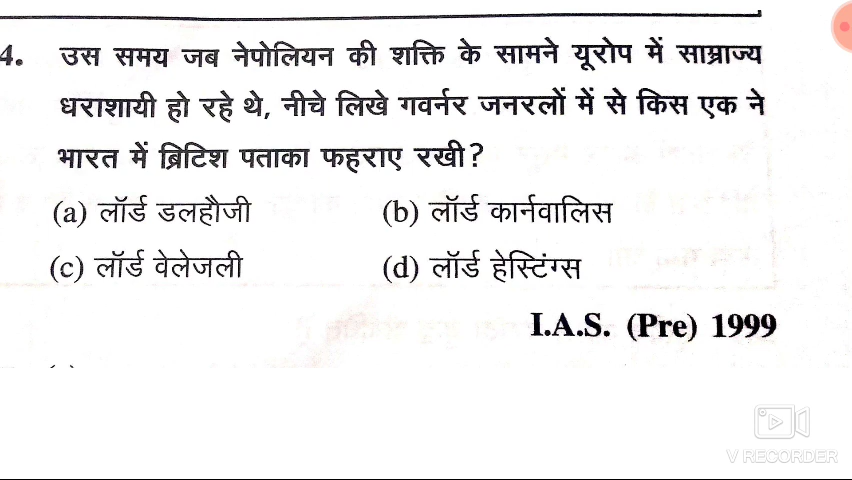 4. उस समय जब नेपोलियन की शक्ति के सामने यूरोप में साम्राज्य
धराशायी हो रहे थे, नीचे लिखे गवर्नर जनरलों में से किस एक ने
भारत में ब्रिटिश पताका फहराए रखी?
(a) लॉर्ड डलहौजी (b) लॉर्ड कार्नवालिस
(c) लॉर्ड वेलेजली (d) लॉर्ड हेस्टिंग्स
I.A.S. (Pre) 1999
V RECORDER